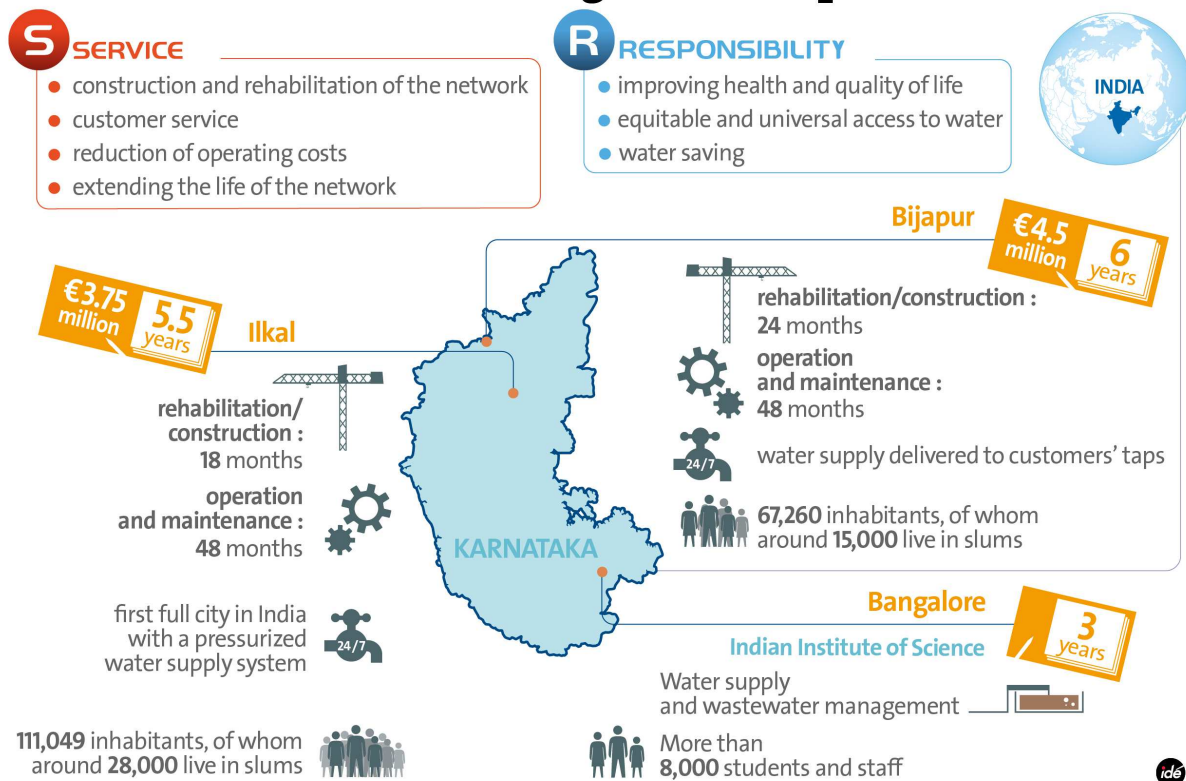 S SERVICE
construction and rehabilitation of the network
customer service
reduction of operating costs
extending the life of the network
R RESPONSIBILITY
improving health and quality of life
equitable and universal access to water
water saving
INDIA
Bijapur
€4.5
million
6
years
rehabilitation/construction :
24 months
operation
and maintenance :
48 months
24/7
water supply delivered to customers’ taps
67,260 inhabitants, of whom
around 15,000 live in slums
€3.75
million
5.5
years
Ilkal
rehabilitation/
construction :
18 months
operation
and maintenance :
48 months
first full city in India
with a pressurized
water supply system
24/7
111,049 inhabitants, of whom
around 28,000 live in slums
KARNATAKA
Bangalore
3
years
Indian Institute of Science
Water supply
and wastewater management
More than
8,000 students and staff
idé